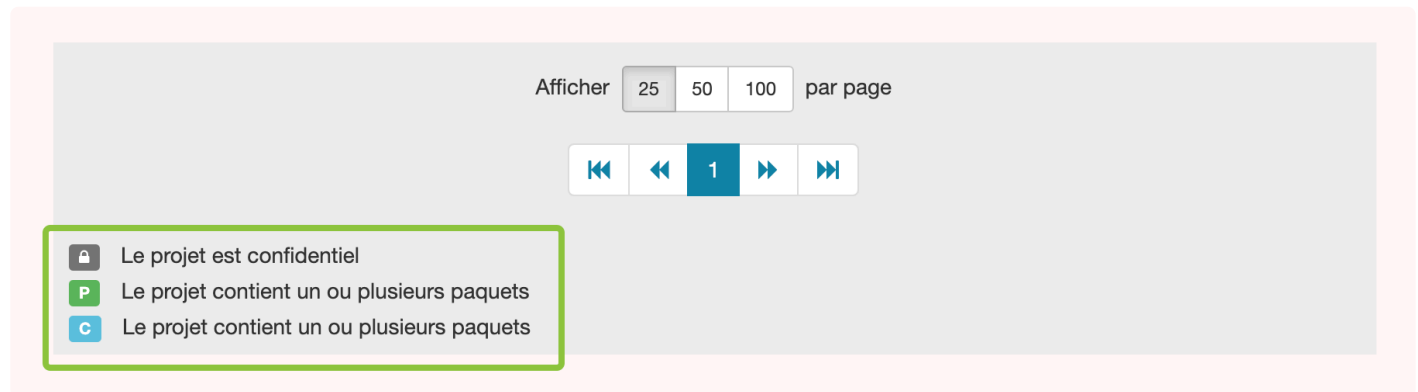 Afficher 25 50 100 par page
1
Le projet est confidentiel
P Le projet contient un ou plusieurs paquets
C Le projet contient un ou plusieurs paquets